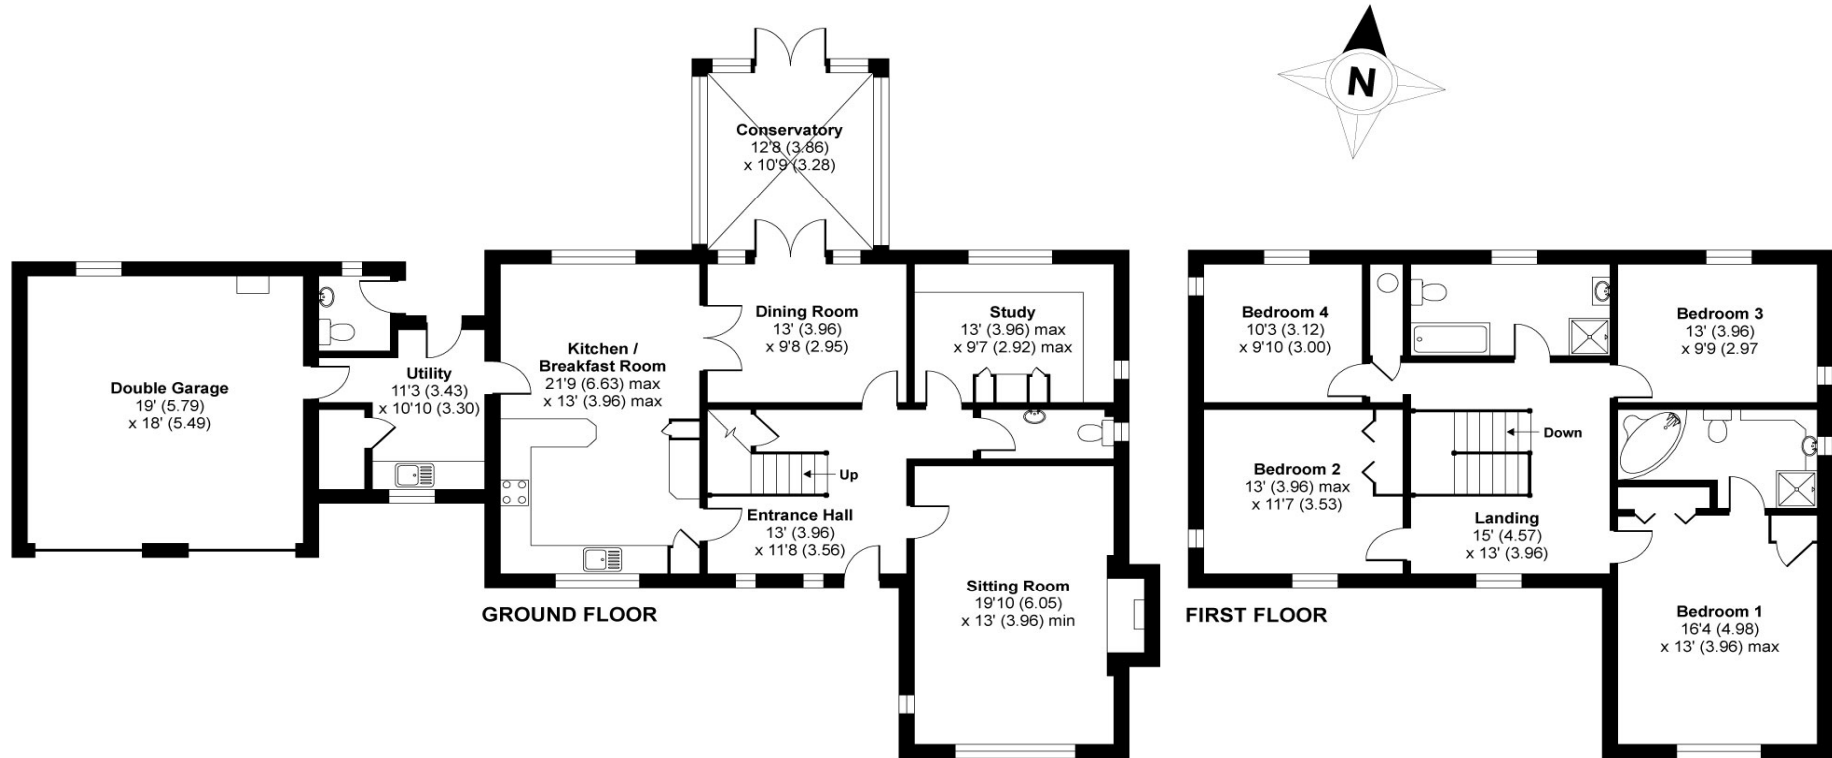 N
Conservatory
12'8 (3.86)
x 10'9 (3.28)
Double Garage
19' (5.79)
x 18' (5.49)
Utility
11'3 (3.43)
x 10'10 (3.30)
Kitchen /
Breakfast Room
21'9 (6.63) max
x 13' (3.96) max
Dining Room
13' (3.96)
x 9'8 (2.95)
Study
13' (3.96) max
x 9'7 (2.92) max
Up
Entrance Hall
13' (3.96)
x 11'8 (3.56)
Sitting Room
19'10 (6.05)
x 13' (3.96) min
GROUND FLOOR
Bedroom 4
10'3 (3.12)
x 9'10 (3.00)
Bedroom 3
13' (3.96)
x 9'9 (2.97
Down
Bedroom 2
13' (3.96) max
x 11'7 (3.53)
Landing
15' (4.57)
x 13' (3.96)
Bedroom 1
16'4 (4.98)
x 13' (3.96) max
FIRST FLOOR